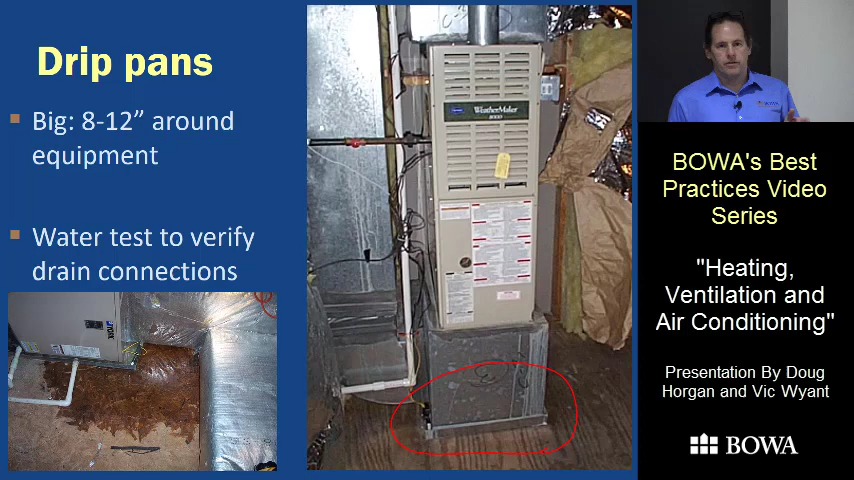 Drip pans
Big: 8-12” around
equipment
Water test to verify
drain connections
WeatherMaker
8000
BOWA's Best
Practices Video
Series
"Heating,
Ventilation and
Air Conditioning"
Presentation By Doug
Horgan and Vic Wyant
BOWA